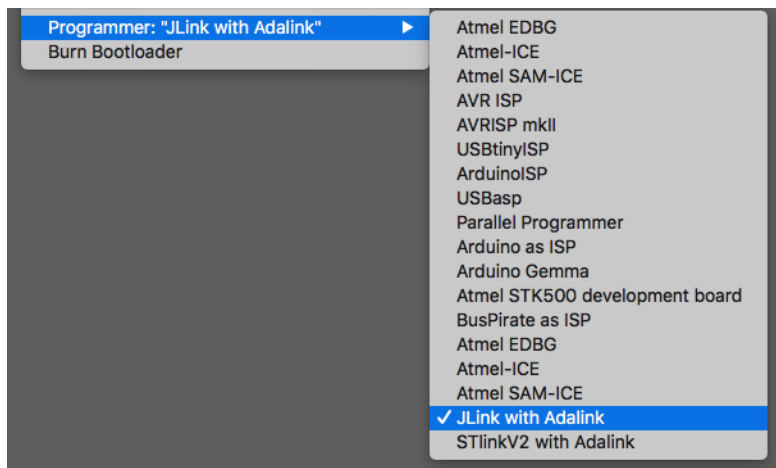 Programmer: "JLink with Adalink"
Burn Bootloader
Atmel EDBG
Atmel-ICE
Atmel SAM-ICE
AVR ISP
AVRISP mkII
USBtinyISP
ArduinoISP
USBasp
Parallel Programmer
Arduino as ISP
Arduino Gemma
Atmel STK500 development board
BusPirate as ISP
Atmel EDBG
Atmel-ICE
Atmel SAM-ICE
JLink with Adalink
STlinkV2 with Adalink